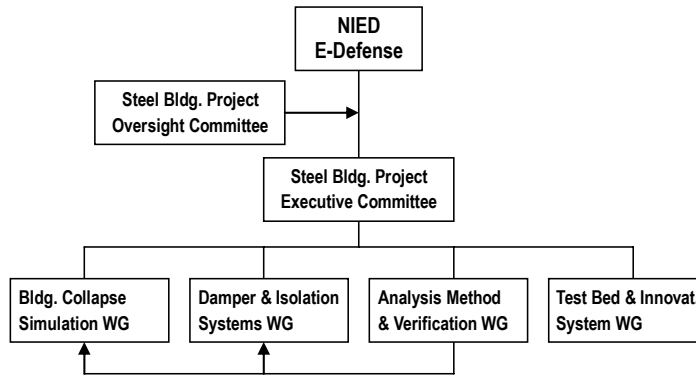 NIED
E-Defense
Steel Bldg. Project
Oversight Committee
Steel Bldg. Project
Executive Committee
Bldg. Collapse
Simulation WG
Damper & Isolation
Systems WG
Analysis Method
& Verification WG
Test Bed & Innovat
System WG